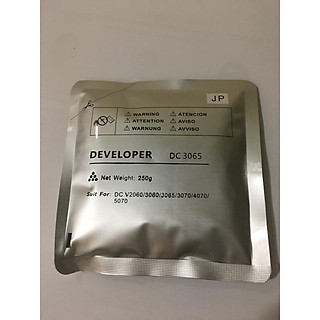 JP
WARNING ATENCION
ATTENTION AVISO
WARNUNG AVVISO
DEVELOPER DC 3065
Net Weight: 250g
Suit For: DC V2060/3060/3065/3070/4070/
5070